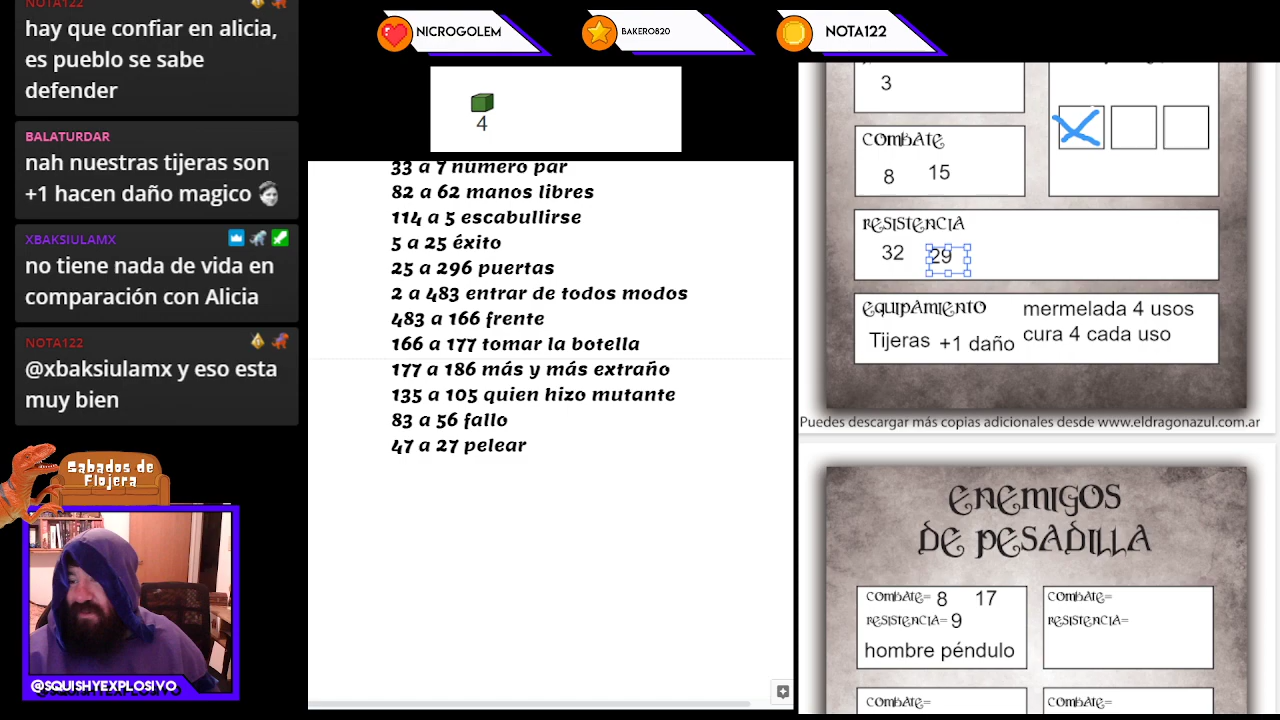 NOTA122
hay que confiar en alicia,
es pueblo se sabe
defender
BALATURDAR
nah nuestras tijeras son
+1 hacen daño magico
XBAKSIULAMX
no tiene nada de vida en
comparación con Alicia
NOTA122
@xbaksiulamx y eso esta
muy bien
Sabados de
Flojera
@SQUISHYEXPLOSIVO
NICROGOLEM
BAKERO820
NOTA122
4
33 a 7 número par
82 a 62 manos libres
114 a 5 escabullirse
5 a 25 éxito
25 a 296 puertas
2 a 483 entrar de todos modos
483 a 166 frente
166 a 177 tomar la botella
177 a 186 más y más extraño
135 a 105 quien hizo mutante
83 a 56 fallo
47 a 27 pelear
3
COMBATE
8 15
RESISTENCIA
32 29
EQUIPAMIENTO
Tijeras +1 daño
mermelada 4 usos
cura 4 cada uso
Puedes descargar más copias adicionales desde www.eldragonazul.com.ar
ENEMIGOS
DE PESADILLA
COMBATE= 8 17
RESISTENCIA= 9
hombre péndulo
COMBATE=
RESISTENCIA=
COMBATE=
COMBATE=